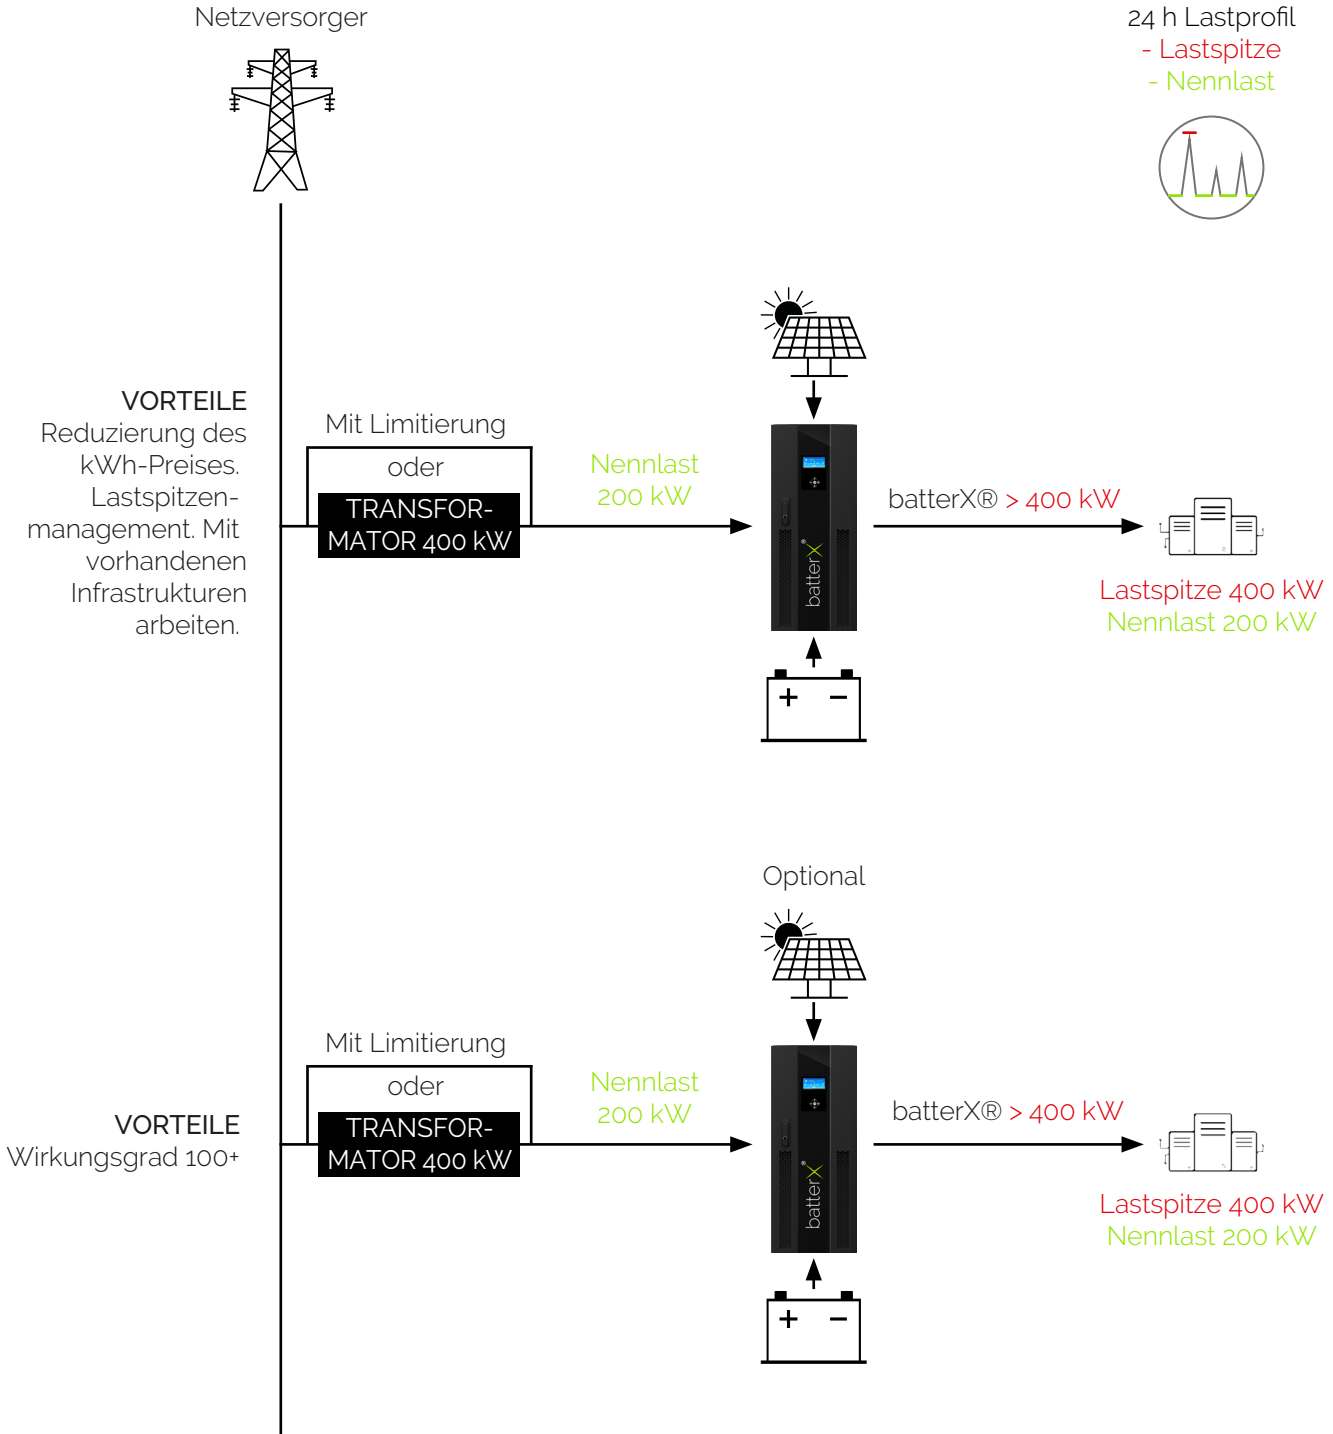 Netzversorger
24 h Lastprofil
- Lastspitze
- Nennlast
VORTEILE
Reduzierung des
kWh-Preises.
Lastspitzen-
management. Mit
vorhandenen
Infrastrukturen
arbeiten.
Mit Limitierung
oder
TRANSFOR-
MATOR 400 kW
Nennlast
200 kW
batterX®
batterX® > 400 kW
Lastspitze 400 kW
Nennlast 200 kW
+ −
Optional
VORTEILE
Wirkungsgrad 100+
Mit Limitierung
oder
TRANSFOR-
MATOR 400 kW
Nennlast
200 kW
batterX®
batterX® > 400 kW
Lastspitze 400 kW
Nennlast 200 kW
+ −